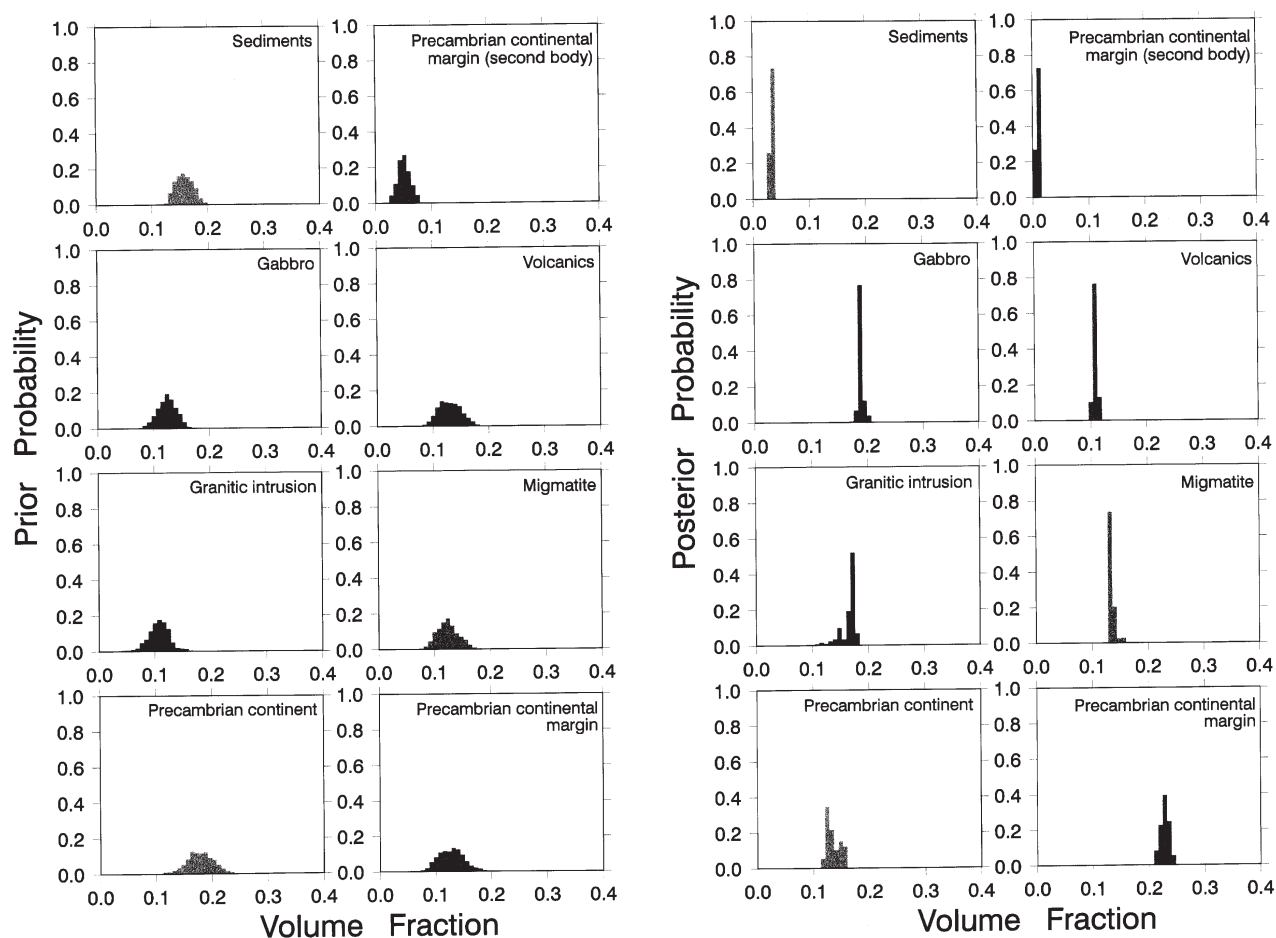 Prior Probability
1.0
0.8
0.6
0.4
0.2
0.0
Sediments
0.0 0.1 0.2 0.3 0.4
1.0
0.8
0.6
0.4
0.2
0.0
Precambrian continental
margin (second body)
0.0 0.1 0.2 0.3 0.4
1.0
0.8
0.6
0.4
0.2
0.0
Gabbro
0.0 0.1 0.2 0.3 0.4
1.0
0.8
0.6
0.4
0.2
0.0
Volcanics
0.0 0.1 0.2 0.3 0.4
1.0
0.8
0.6
0.4
0.2
0.0
Granitic intrusion
0.0 0.1 0.2 0.3 0.4
1.0
0.8
0.6
0.4
0.2
0.0
Migmatite
0.0 0.1 0.2 0.3 0.4
1.0
0.8
0.6
0.4
0.2
0.0
Precambrian continent
0.0 0.1 0.2 0.3 0.4
1.0
0.8
0.6
0.4
0.2
0.0
Precambrian continental
margin
0.0 0.1 0.2 0.3 0.4
Volume Fraction
Posterior Probability
1.0
0.8
0.6
0.4
0.2
0.0
Sediments
0.0 0.1 0.2 0.3 0.4
1.0
0.8
0.6
0.4
0.2
0.0
Precambrian continental
margin (second body)
0.0 0.1 0.2 0.3 0.4
1.0
0.8
0.6
0.4
0.2
0.0
Gabbro
0.0 0.1 0.2 0.3 0.4
1.0
0.8
0.6
0.4
0.2
0.0
Volcanics
0.0 0.1 0.2 0.3 0.4
1.0
0.8
0.6
0.4
0.2
0.0
Granitic intrusion
0.0 0.1 0.2 0.3 0.4
1.0
0.8
0.6
0.4
0.2
0.0
Migmatite
0.0 0.1 0.2 0.3 0.4
1.0
0.8
0.6
0.4
0.2
0.0
Precambrian continent
0.0 0.1 0.2 0.3 0.4
1.0
0.8
0.6
0.4
0.2
0.0
Precambrian continental
margin
0.0 0.1 0.2 0.3 0.4
Volume Fraction